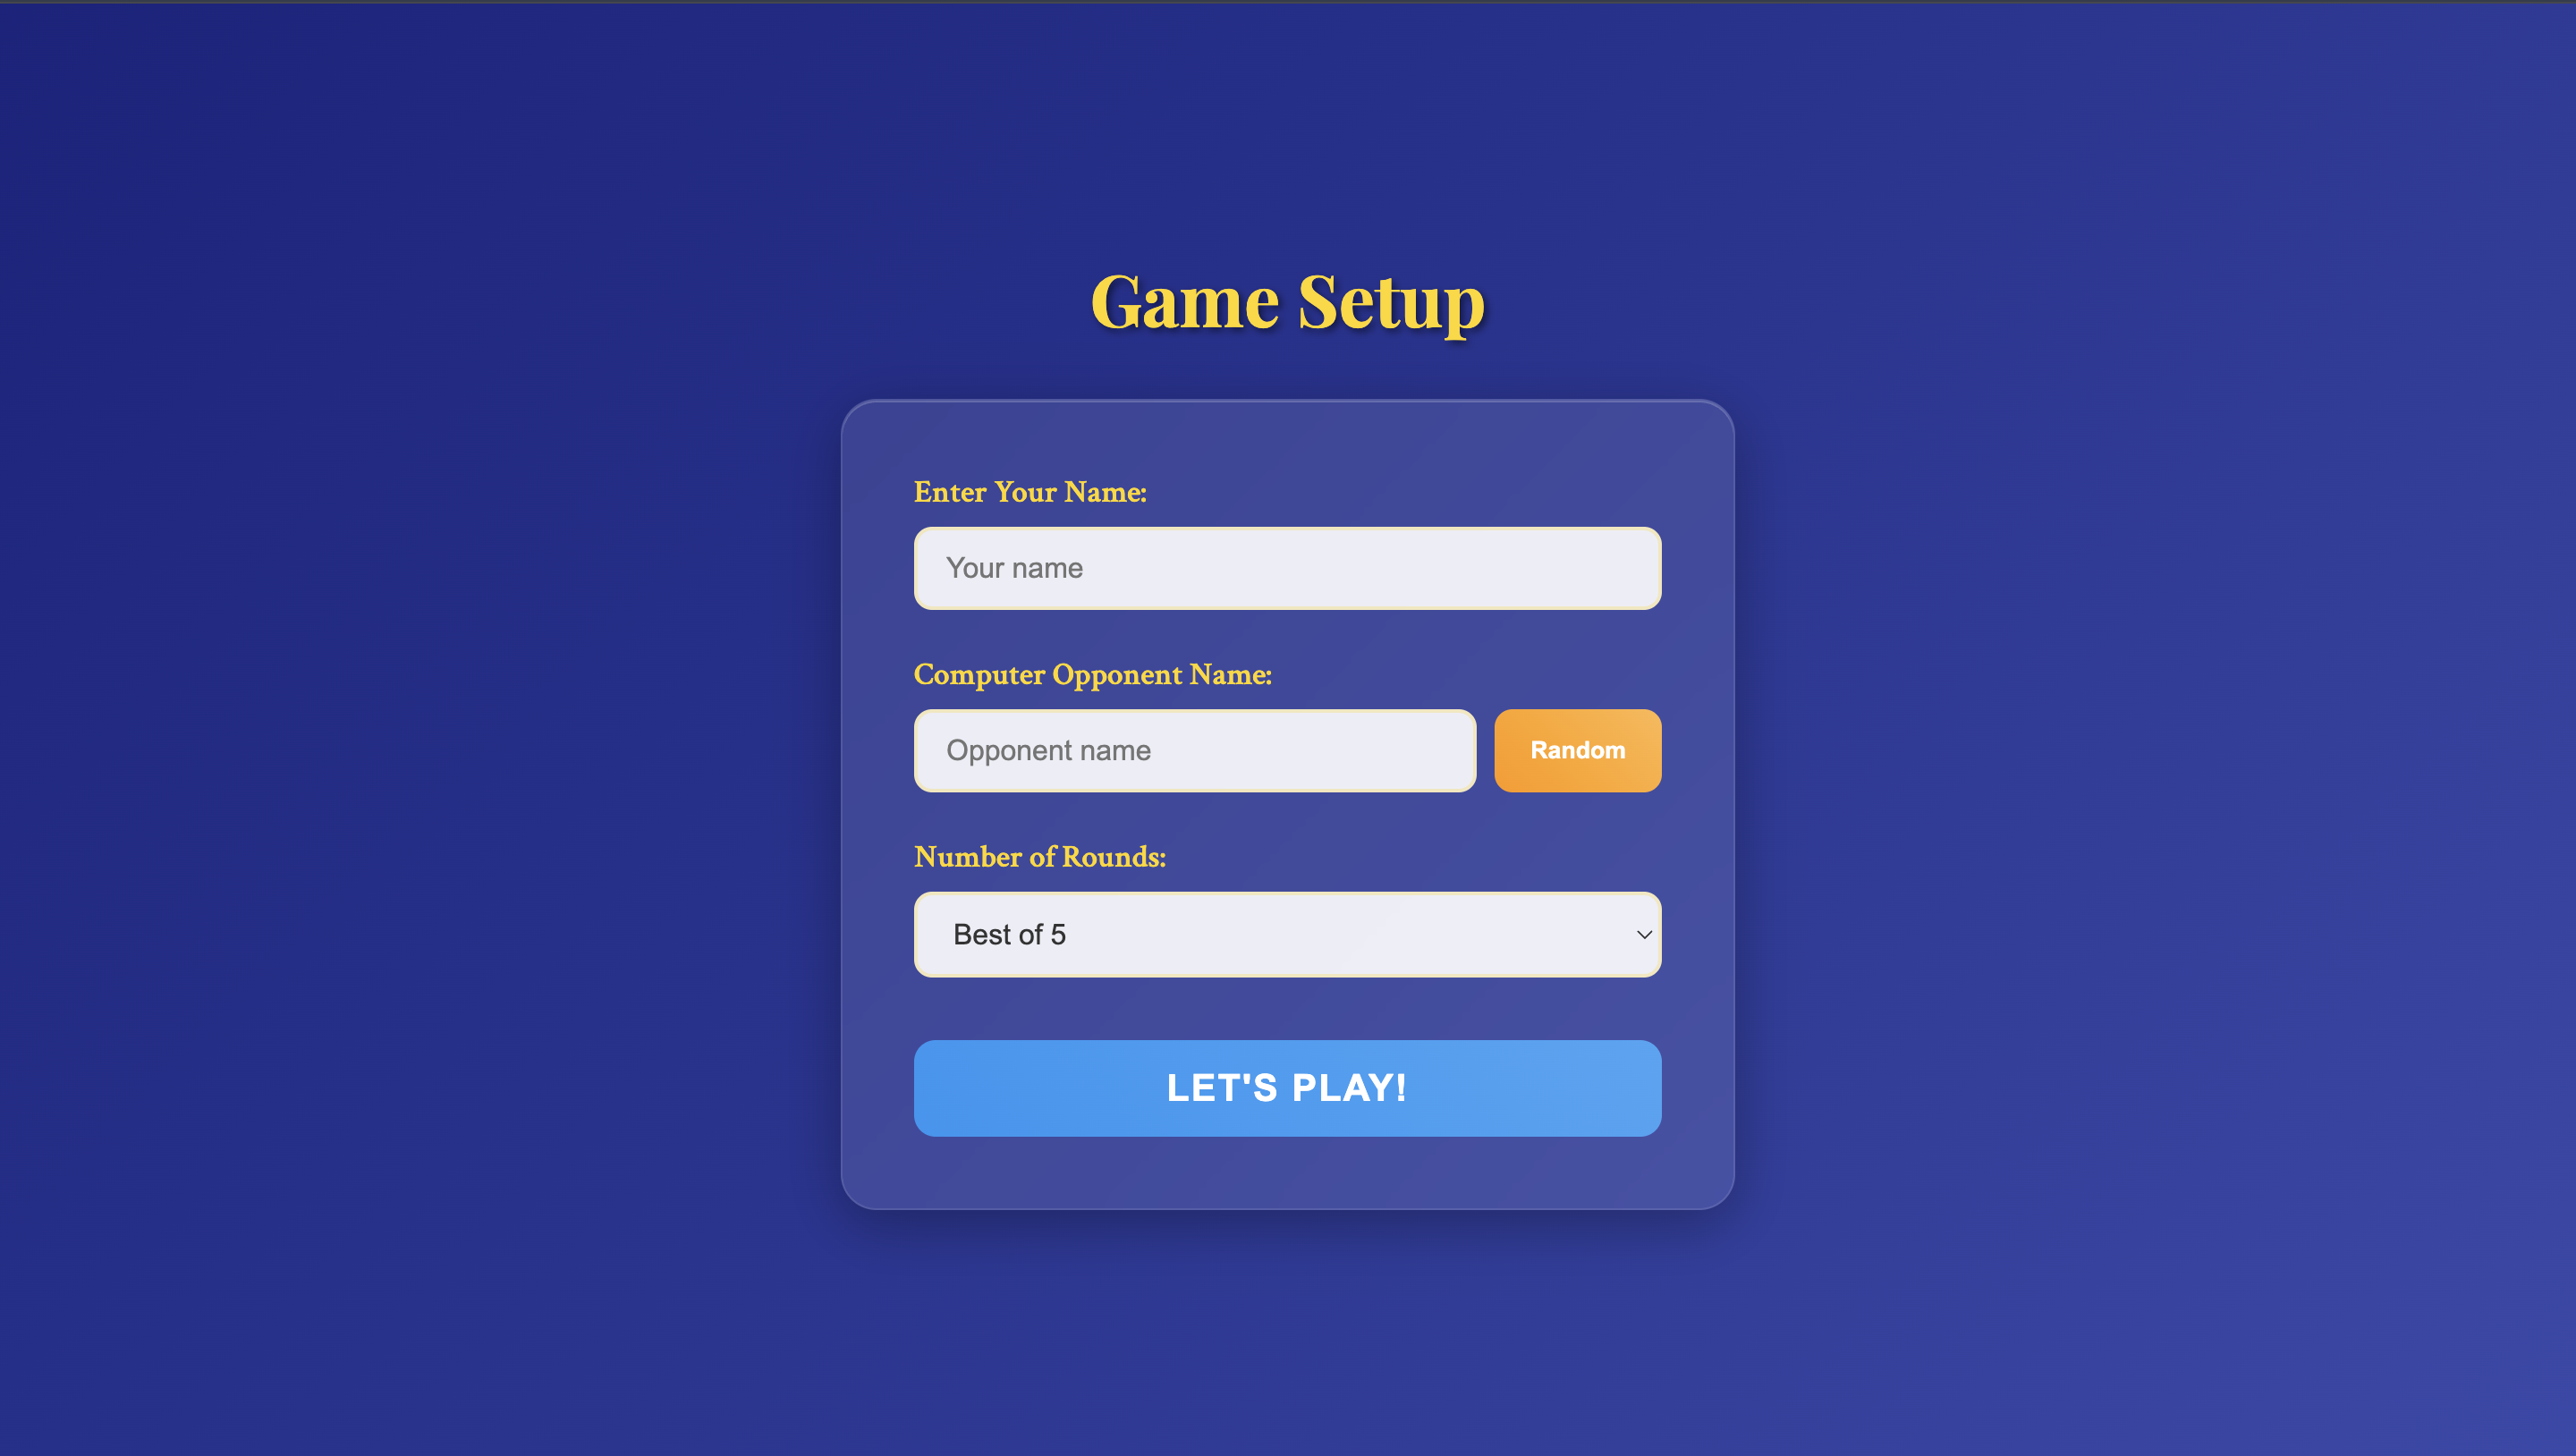 Game Setup
Enter Your Name:
Your name
Computer Opponent Name:
Opponent name
Random
Number of Rounds:
Best of 5
LET'S PLAY!